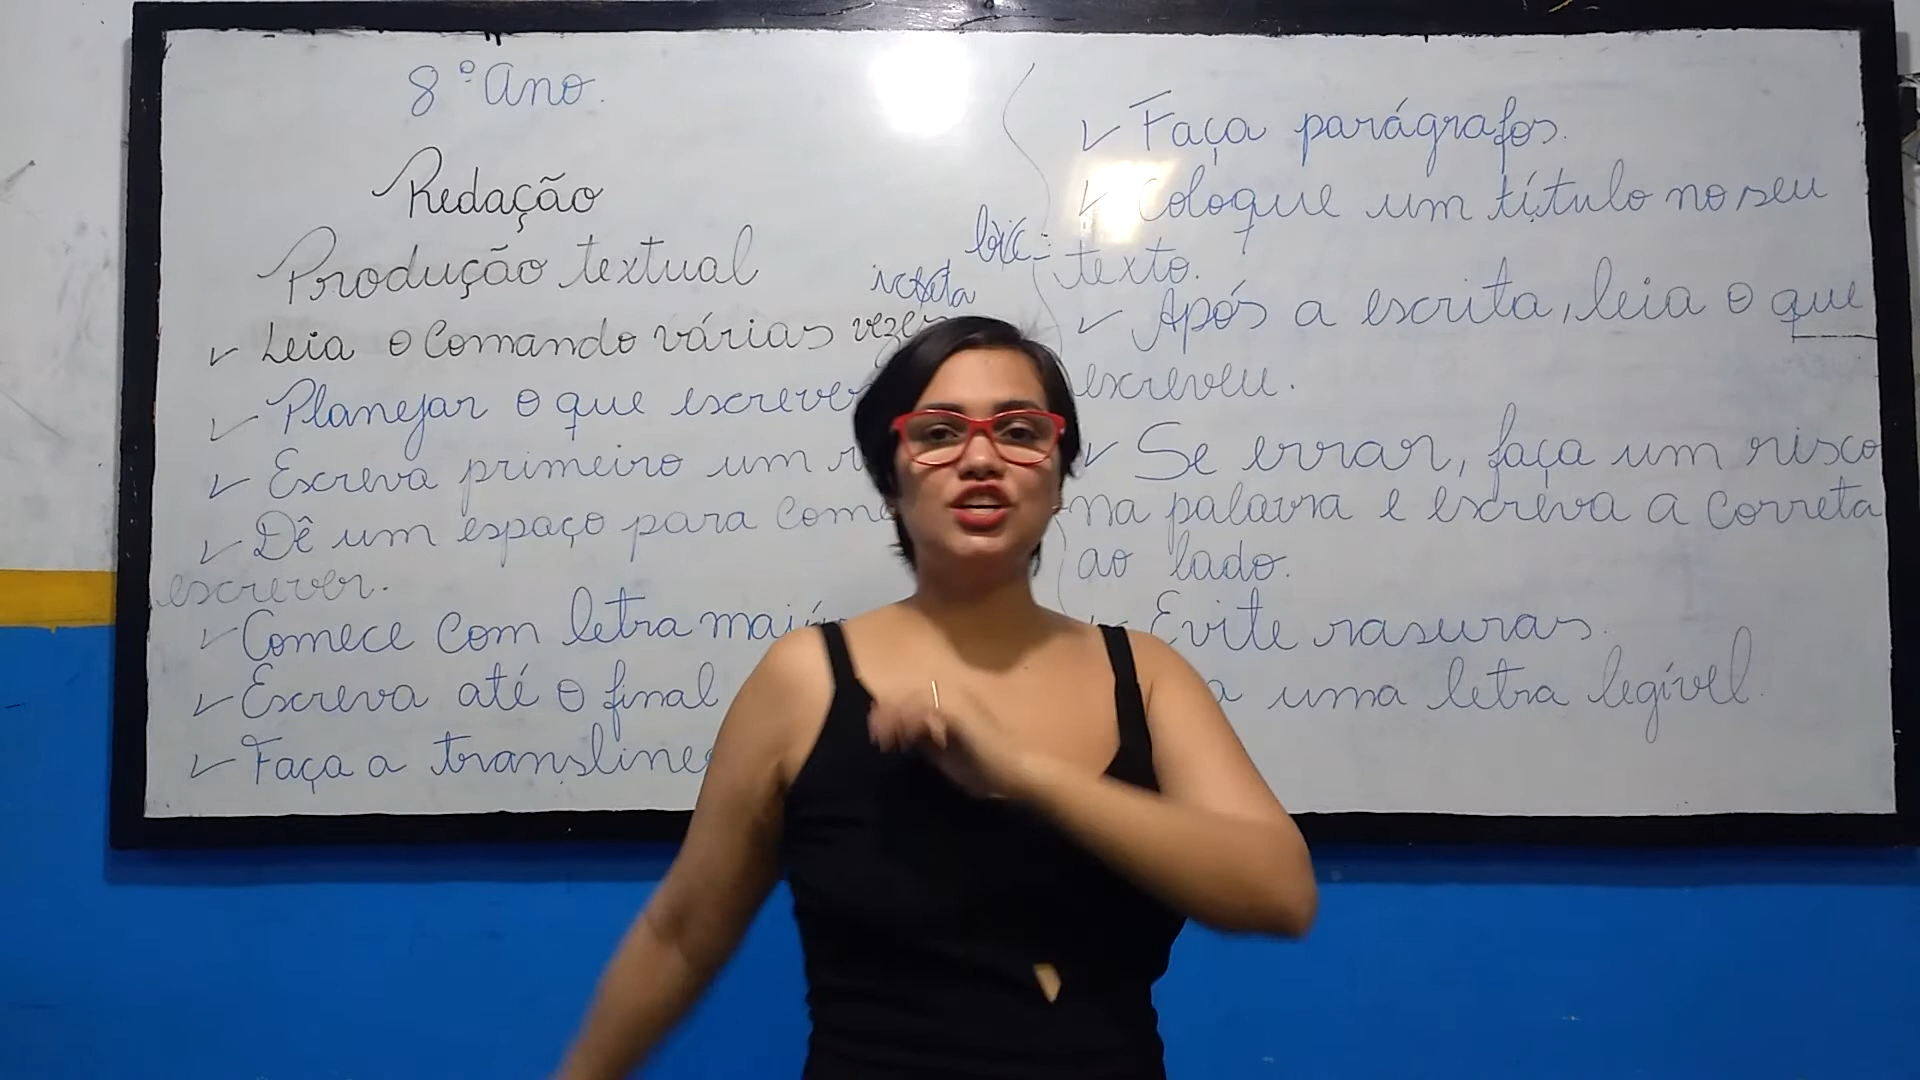 8º Ano.
Redação
Produção textual
✓ Leia o Comando várias vezes
✓ Planejar o que escrever
✓ Escreva primeiro um
✓ Dê um espaço para
escrever.
✓ Comece com letra
✓ Escreva até o final
✓ Faça a
✓ Faça parágrafos.
✓ Coloque um título no seu
texto.
✓ Após a escrita, leia o que
escreveu.
✓ Se errar, faça um risco
na palavra e escreva a correta
ao lado.
✓ Evite rasuras.
uma letra legível.